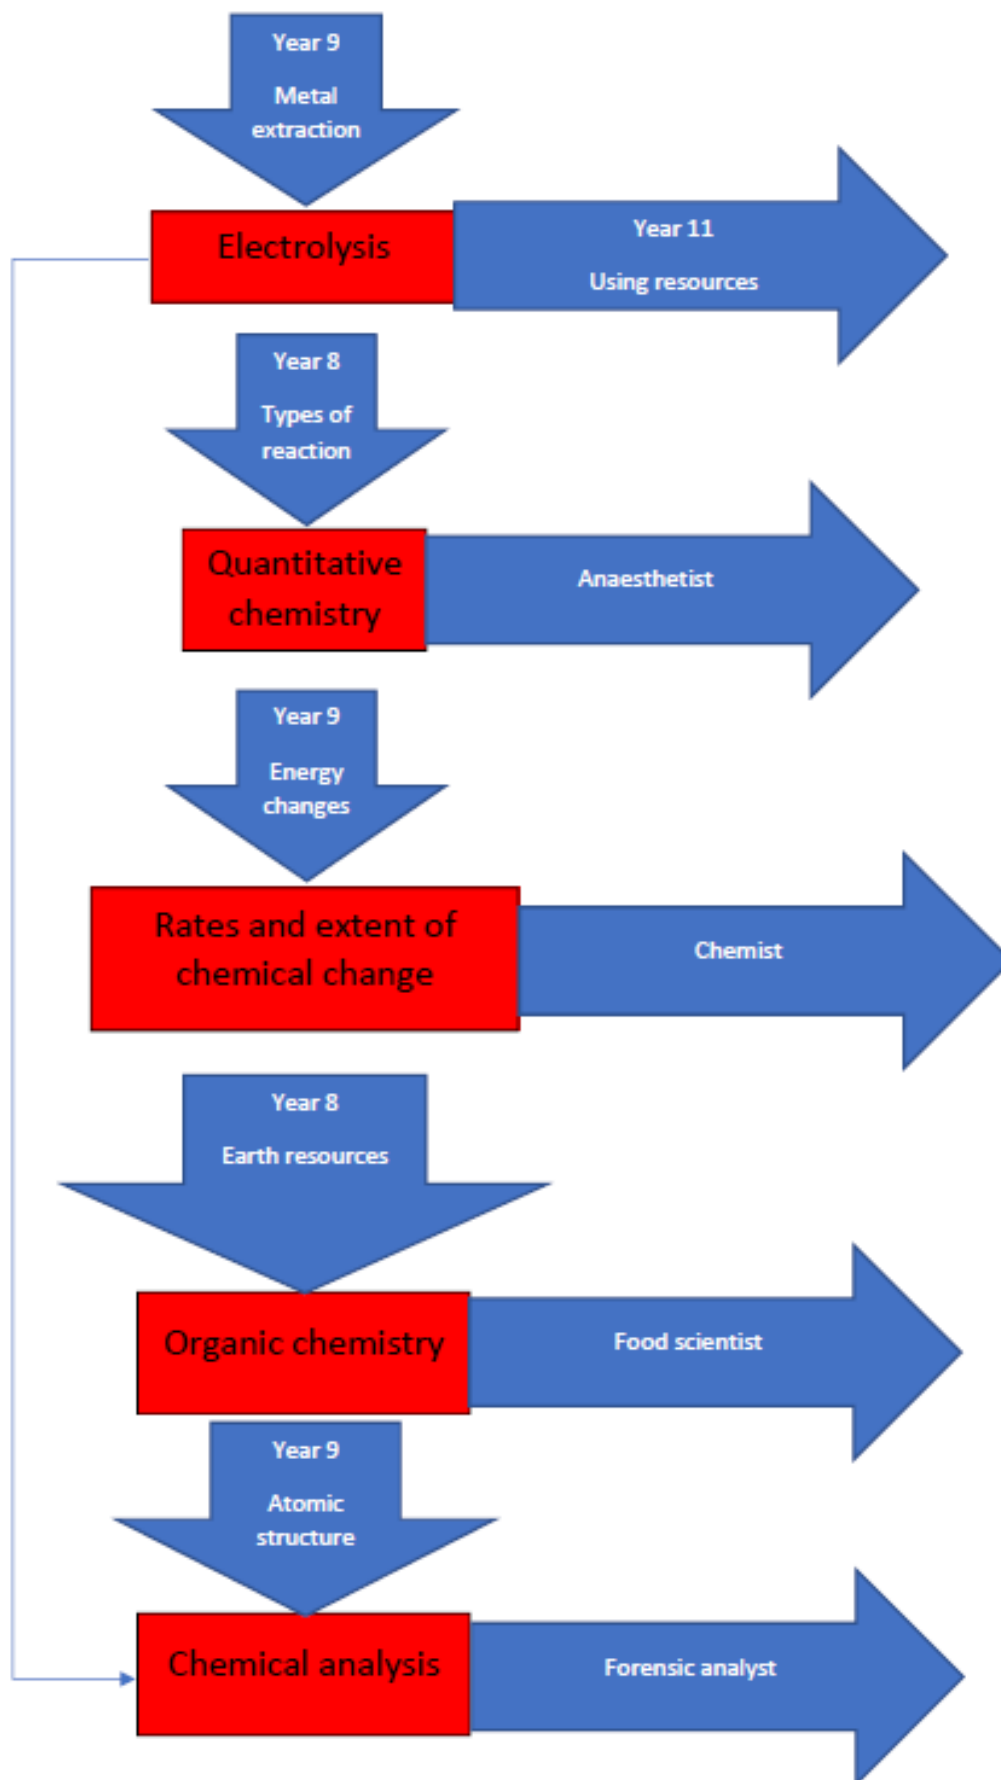 Year 9
Metal
extraction
Electrolysis
Year 11
Using resources
Year 8
Types of
reaction
Quantitative
chemistry
Anaesthetist
Year 9
Energy
changes
Rates and extent of
chemical change
Chemist
Year 8
Earth resources
Organic chemistry
Food scientist
Year 9
Atomic
structure
Chemical analysis
Forensic analyst